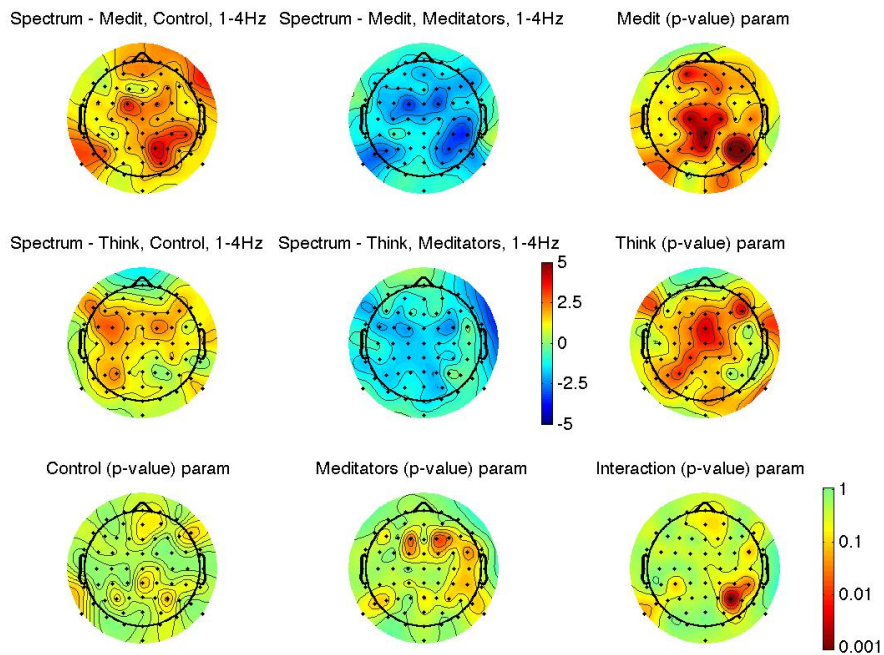 Spectrum - Medit, Control, 1-4Hz
Spectrum - Medit, Meditators, 1-4Hz
Medit (p-value) param
Spectrum - Think, Control, 1-4Hz
Spectrum - Think, Meditators, 1-4Hz
Think (p-value) param
5
2.5
0
-2.5
-5
Control (p-value) param
Meditators (p-value) param
Interaction (p-value) param
1
0.1
0.01
0.001